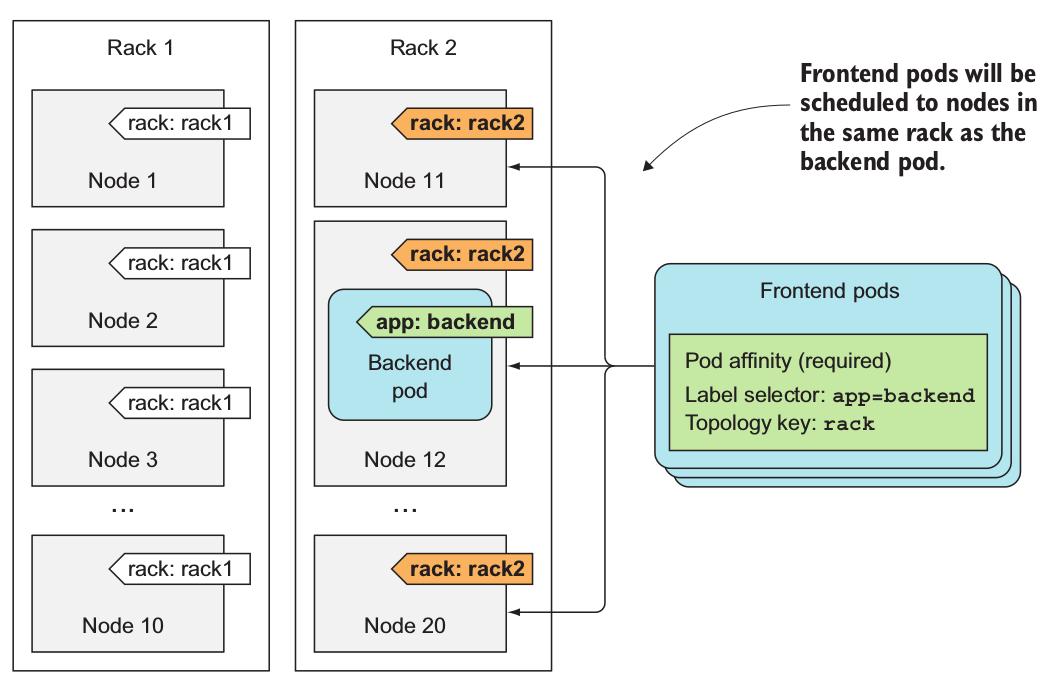 Rack 1
rack: rack1
Node 1
rack: rack1
Node 2
rack: rack1
Node 3
...
rack: rack1
Node 10
Rack 2
rack: rack2
Node 11
rack: rack2
app: backend
Backend
pod
Node 12
...
rack: rack2
Node 20
Frontend pods will be
scheduled to nodes in
the same rack as the
backend pod.
Frontend pods
Pod affinity (required)
Label selector: app=backend
Topology key: rack